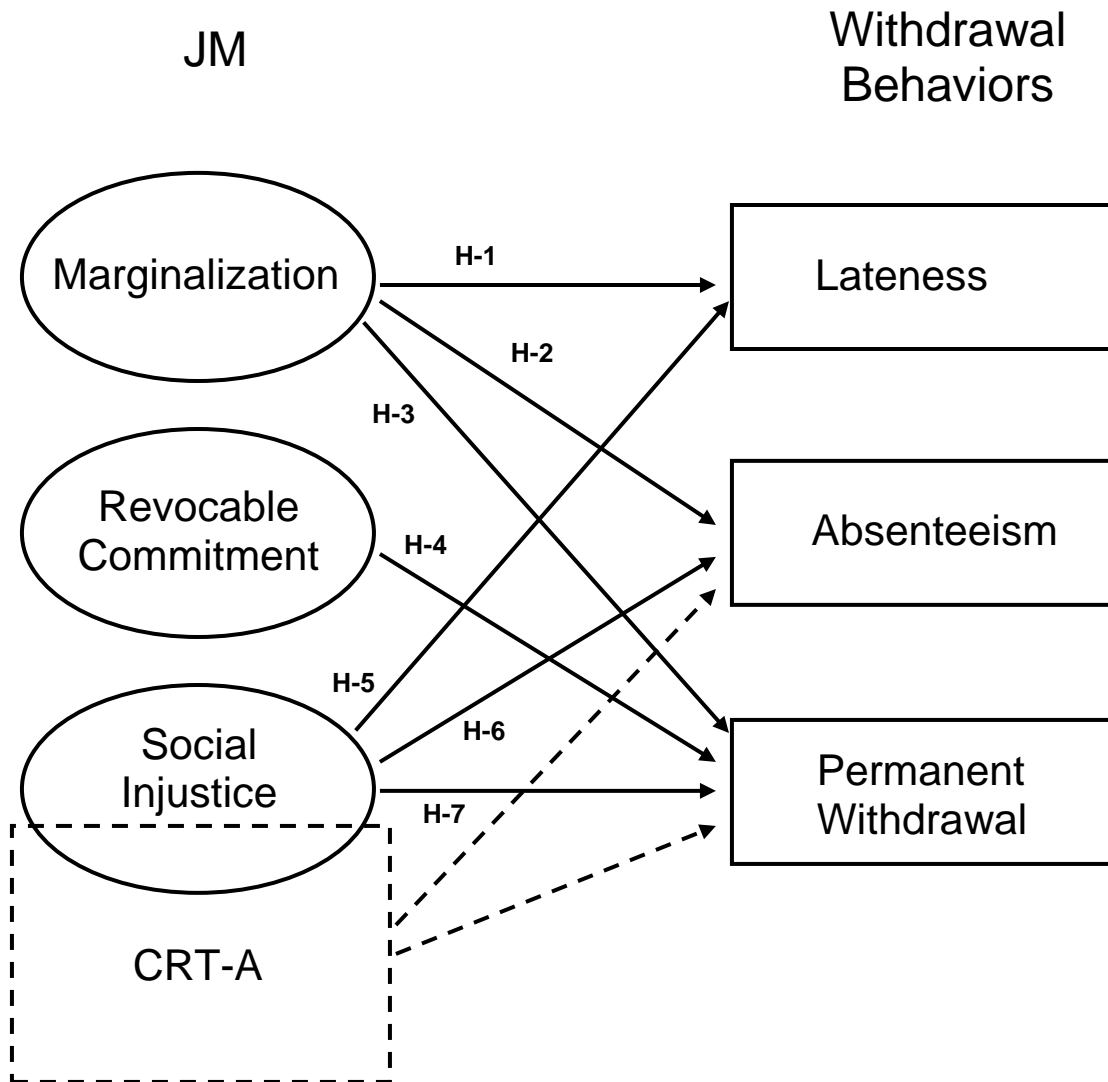 JM
Withdrawal
Behaviors
Marginalization
H-1
Lateness
H-2
H-3
Revocable
Commitment
H-4
Absenteeism
H-5
Social
Injustice
H-6
H-7
Permanent
Withdrawal
CRT-A